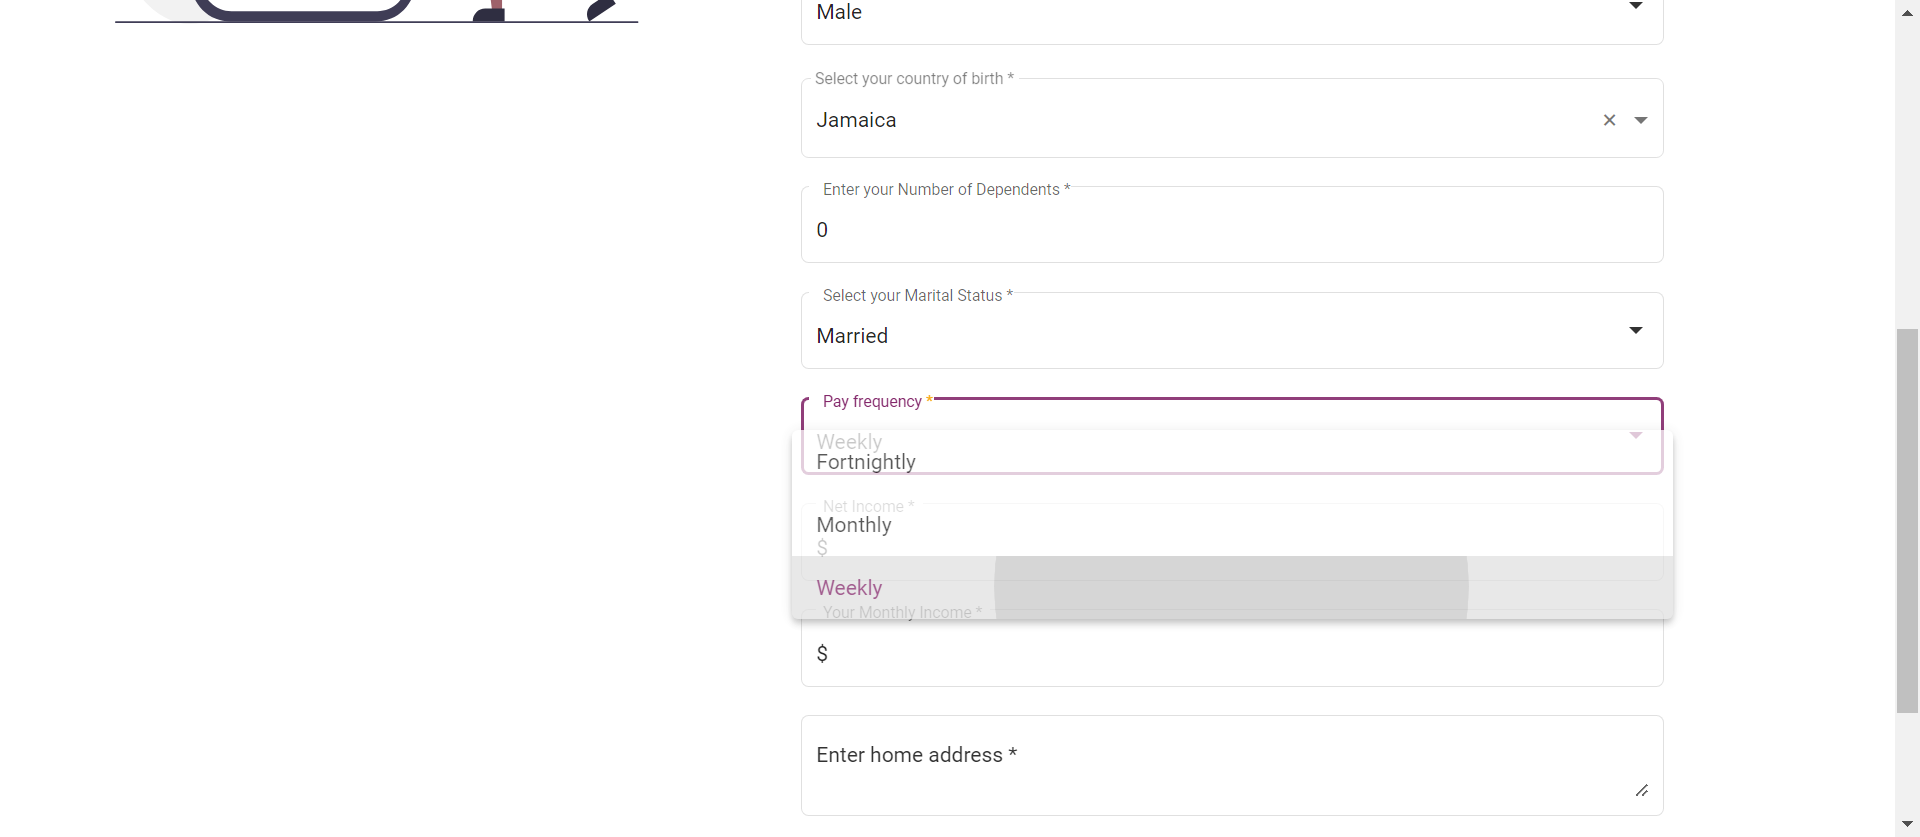 Male
Select your country of birth *
Jamaica
Enter your Number of Dependents *
0
Select your Marital Status *
Married
Pay frequency *
Weekly
Fortnightly
Net Income *
Monthly
$
Weekly
Your Monthly Income *
$
Enter home address *